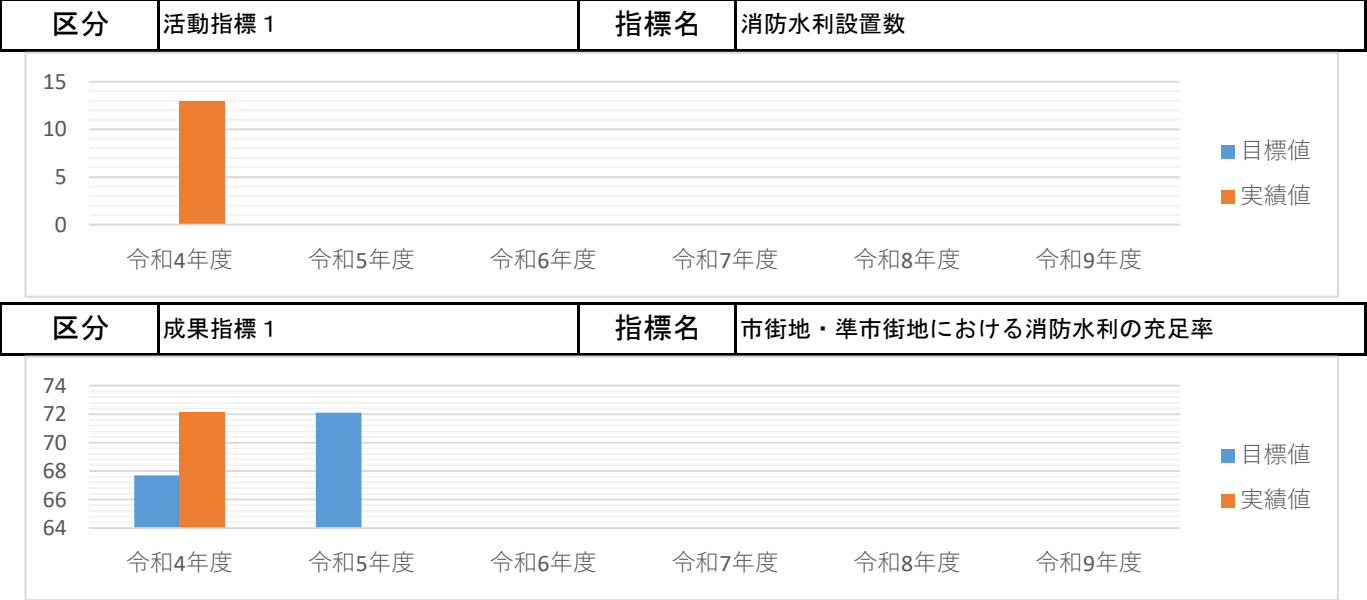 区分 活動指標1 指標名 消防水利設置数
15
10
5
0
令和4年度 令和5年度 令和6年度 令和7年度 令和8年度 令和9年度
目標値
実績値
区分 成果指標1 指標名 市街地・準市街地における消防水利の充足率
74
72
70
68
66
64
令和4年度 令和5年度 令和6年度 令和7年度 令和8年度 令和9年度
目標値
実績値